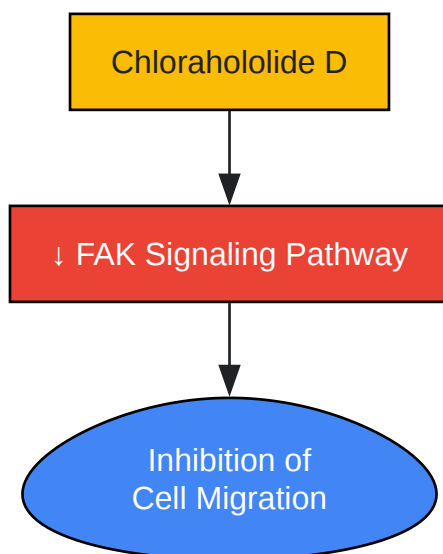 Chlorahololide D
↓ FAK Signaling Pathway
Inhibition of
Cell Migration